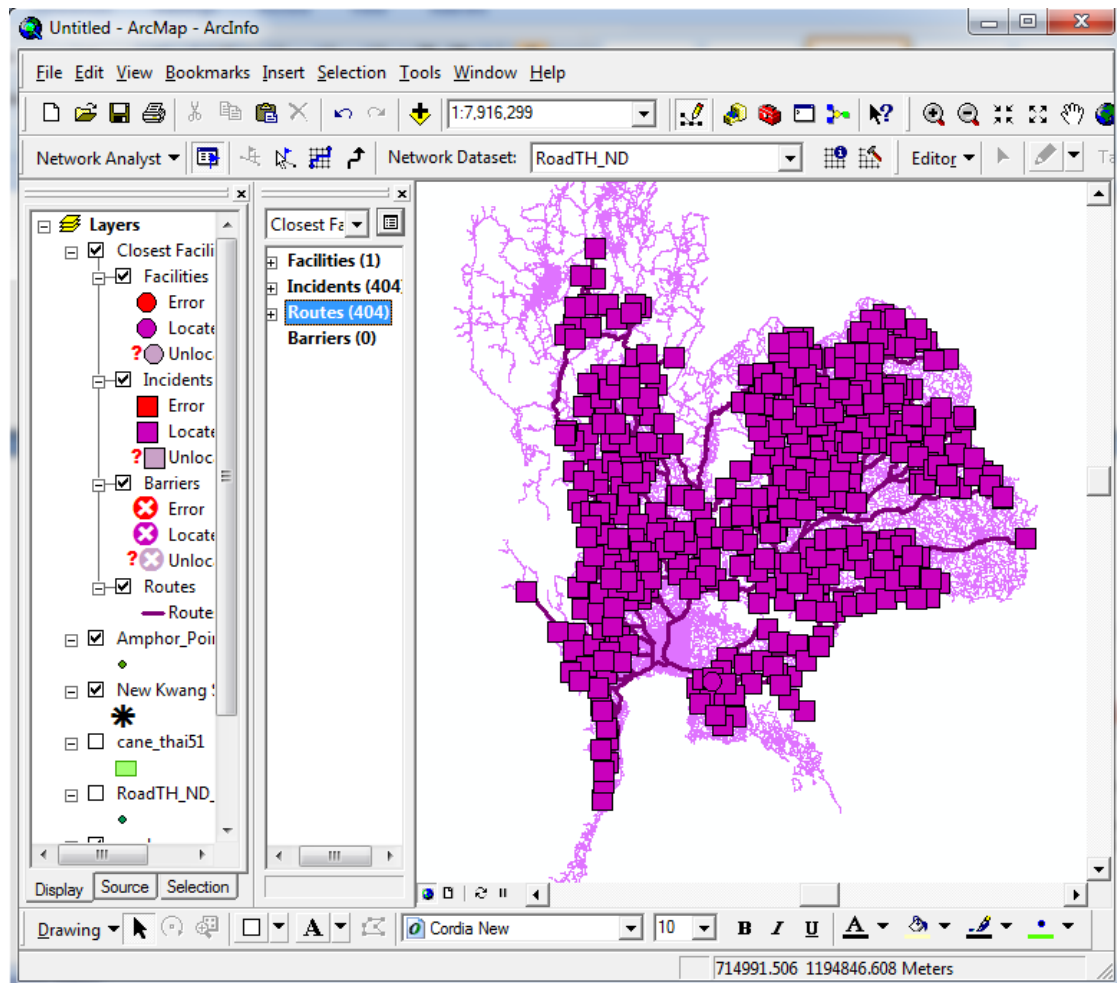 Untitled - ArcMap - ArcInfo
File Edit View Bookmarks Insert Selection Tools Window Help
1:7,916,299
Network Analyst Network Dataset: RoadTH_ND Editor Ta
Layers
Closest Facili
Facilities
Error
Locate
? Unloc
Incidents
Error
Locate
? Unloc
Barriers
Error
Locate
? Unloc
Routes
Route
Amphor_Poi
New Kwang
cane_thai51
RoadTH_ND_
Display Source Selection
Closest Fa
Facilities (1)
Incidents (404)
Routes (404)
Barriers (0)
Drawing A Cordia New 10 B I U A
714991.506 1194846.608 Meters